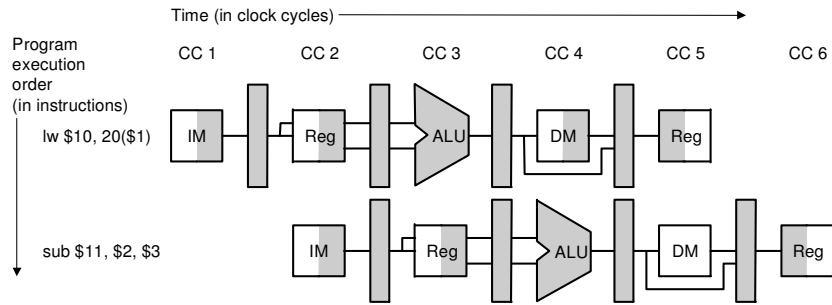 Time (in clock cycles)
Program
execution
order
(in instructions)
CC 1 CC 2 CC 3 CC 4 CC 5 CC 6
lw $10, 20($1)
IM Reg ALU DM Reg
sub $11, $2, $3
IM Reg ALU DM Reg